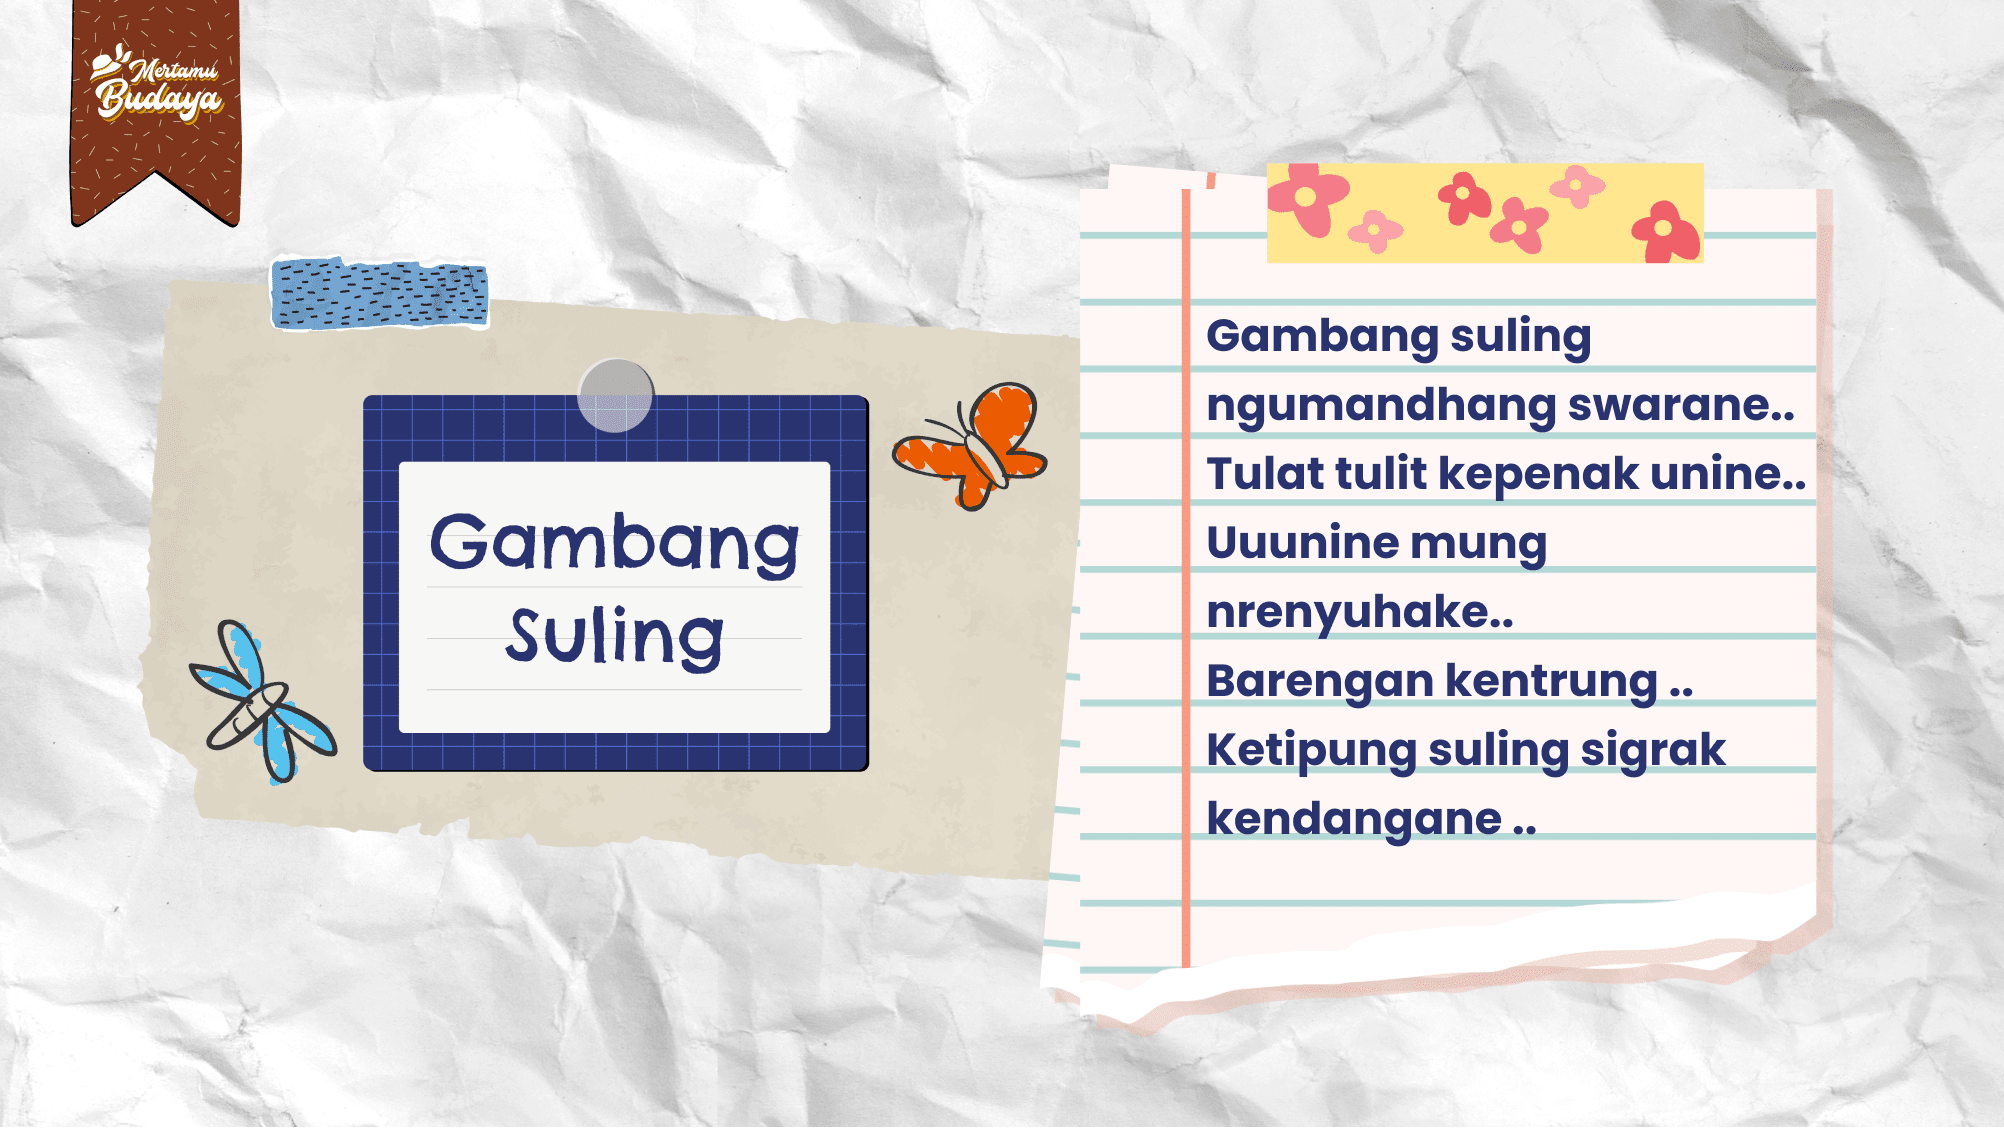 Mertamu
Budaya
Gambang
Suling
Gambang suling
ngumandhang swarane..
Tulat tulit kepenak unine..
Uuunine mung
nrenyuhake..
Barengan kentrung ..
Ketipung suling sigrak
kendangane ..